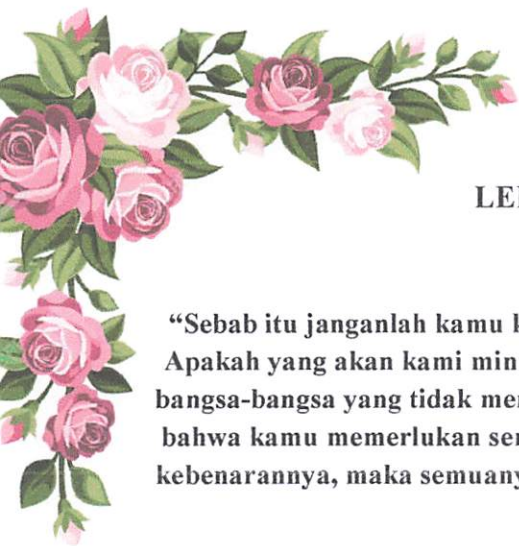 LE
“Sebab itu janganlah kamu k
Apakah yang akan kami min
bangsa-bangsa yang tidak me
bahwa kamu memerlukan se
kebenarannya, maka semuany